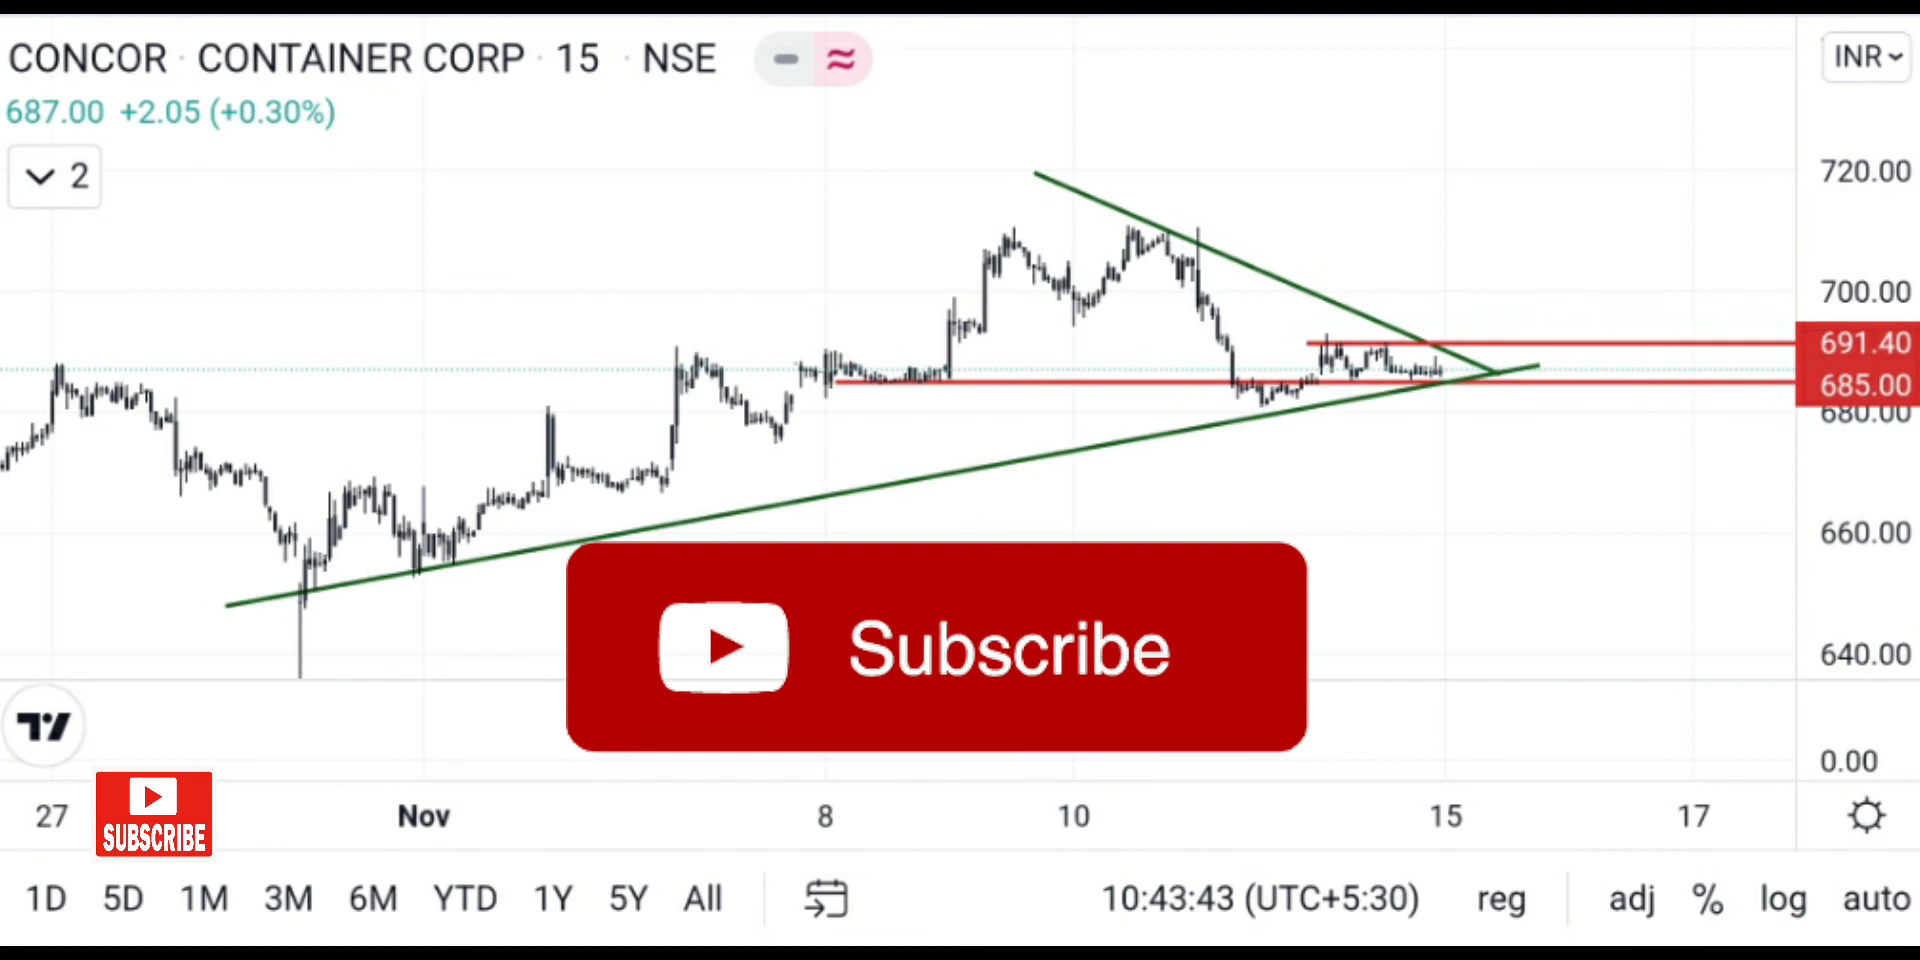 CONCOR · CONTAINER CORP · 15 · NSE
INR
687.00 +2.05 (+0.30%)
2
720.00
700.00
691.40
685.00
680.00
660.00
Subscribe
640.00
0.00
27 Nov 8 10 15 17
SUBSCRIBE
1D 5D 1M 3M 6M YTD 1Y 5Y All 10:43:43 (UTC+5:30) reg adj % log auto